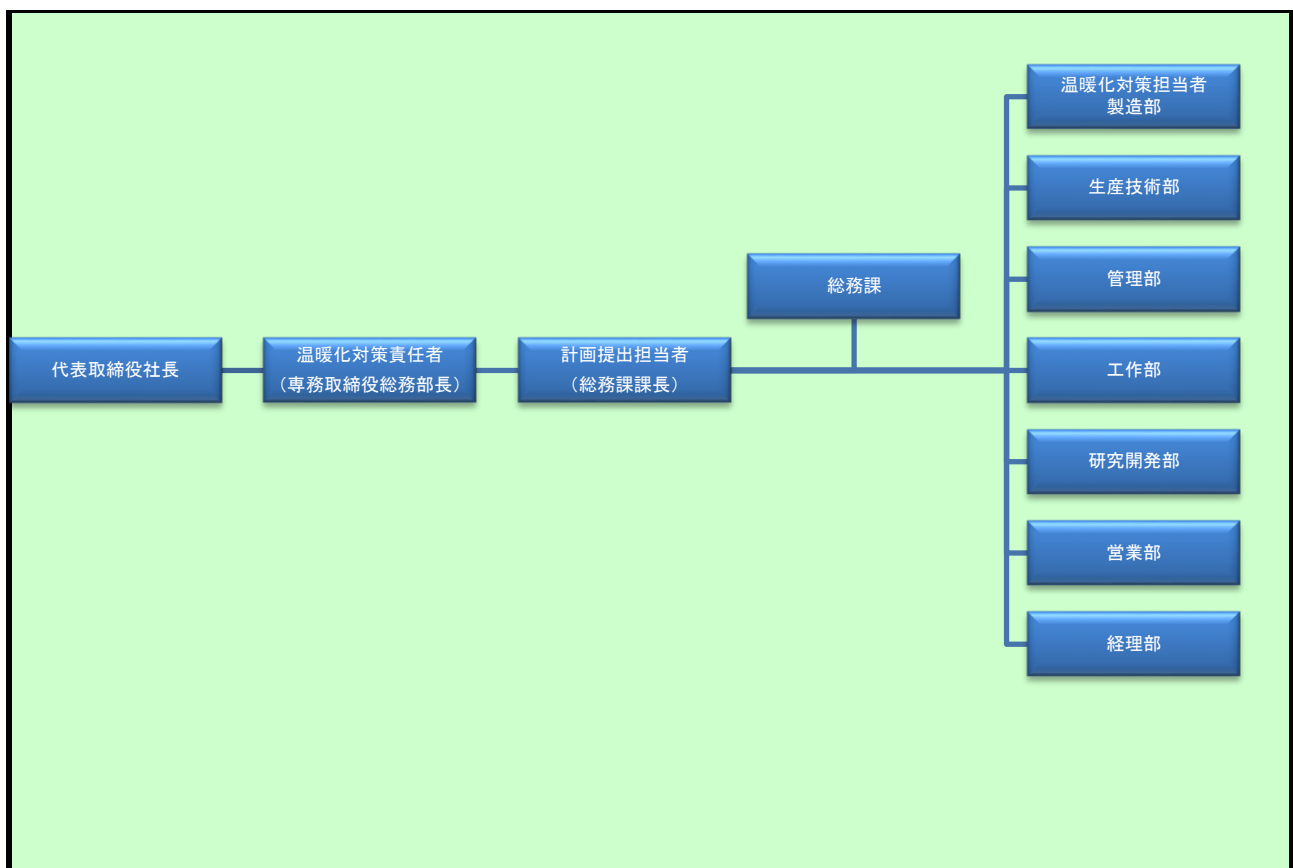 代表取締役社長
温暖化対策責任者
（専務取締役総務部長）
計画提出担当者
（総務課課長）
総務課
温暖化対策担当者
製造部
生産技術部
管理部
工作部
研究開発部
営業部
経理部